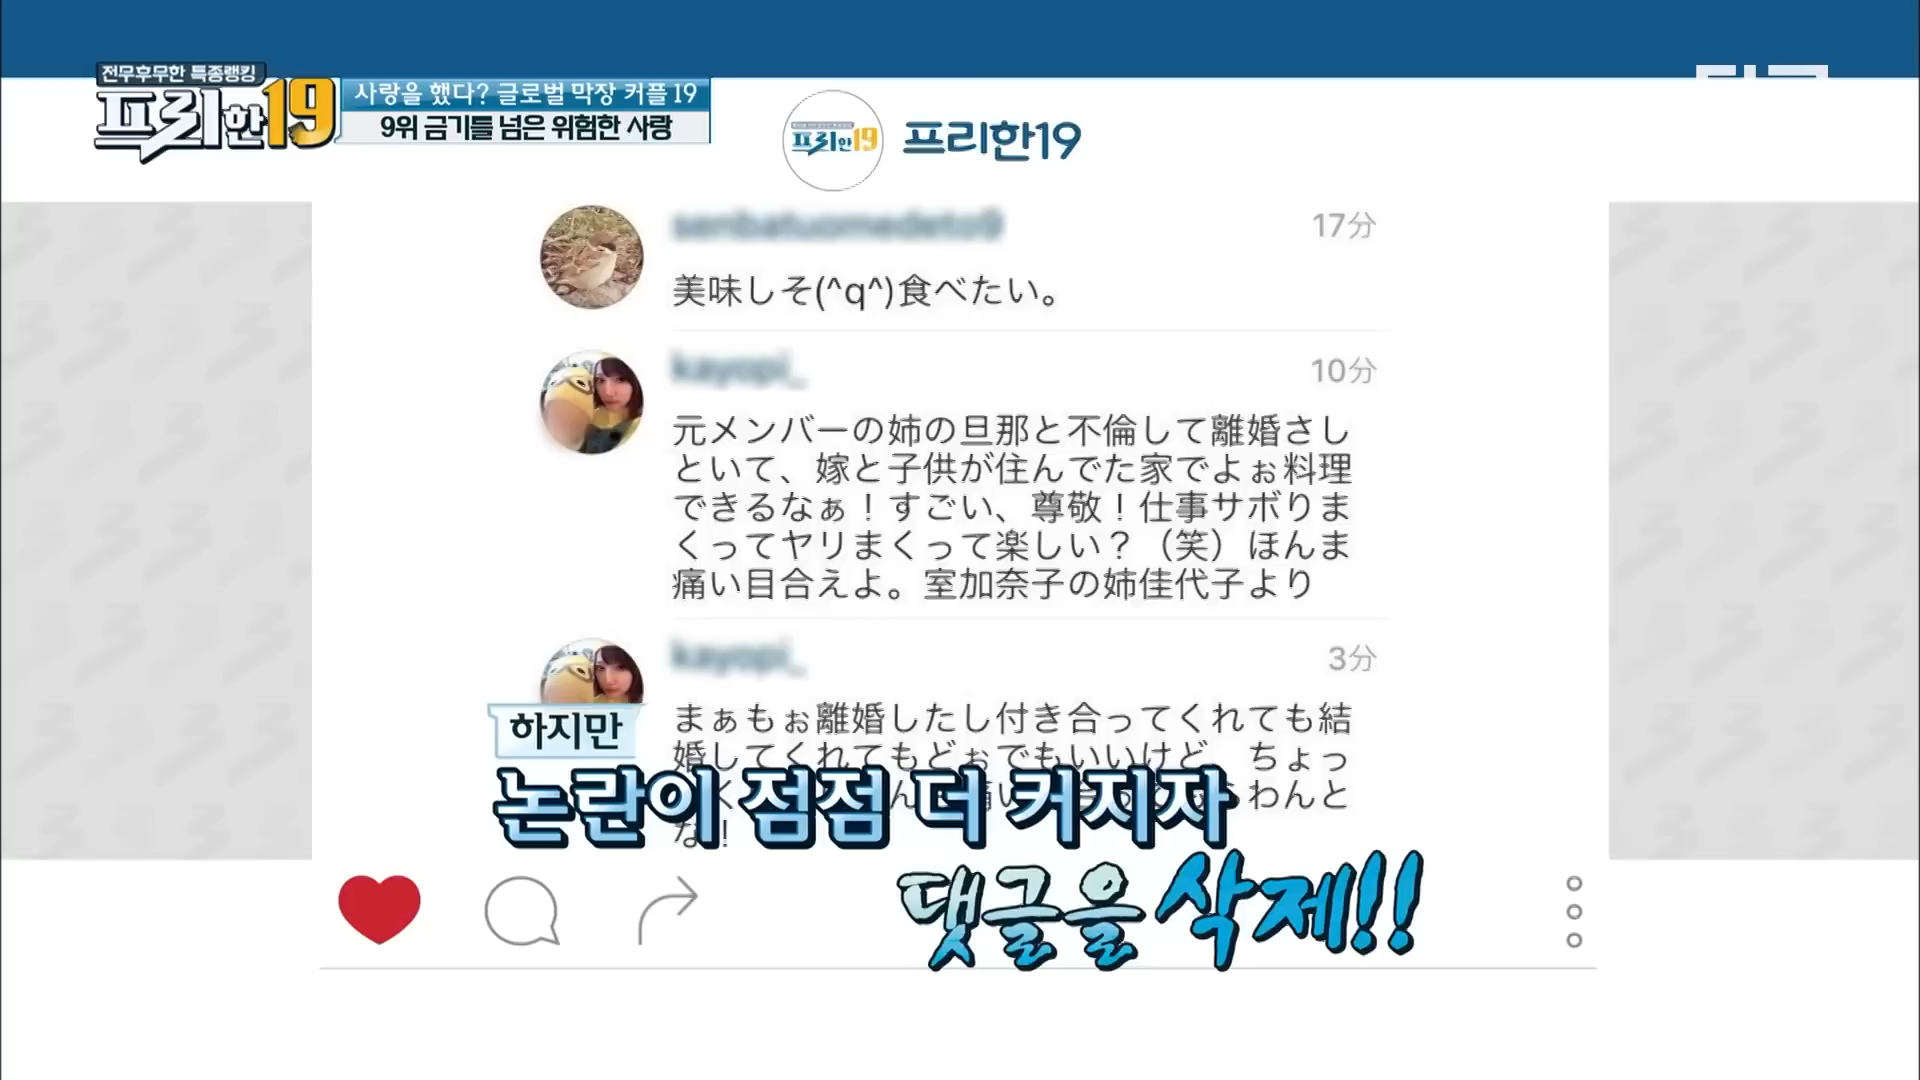 전무후무한 특종랭킹
프리한19
사랑을 했다? 글로벌 막장 커플 19
9위 금기를 넘은 위험한 사랑
프리한19
프리한19
senbatuomedeto9
17分
美味しそ(^q^)食べたい。
kayopi_
10分
元メンバーの姉の旦那と不倫して離婚さし
といて、嫁と子供が住んでた家でよぉ料理
できるなぁ！すごい、尊敬！仕事サボりま
くってヤリまくって楽しい？（笑）ほんま
痛い目合えよ。室加奈子の姉佳代子より
kayopi_
3分
まぁもぉ離婚したし付き合ってくれても結
婚してくれてもどぉでもいいけど、ちょっ
わんと
な！
하지만
논란이 점점 더 커지자
댓글을 삭제!!